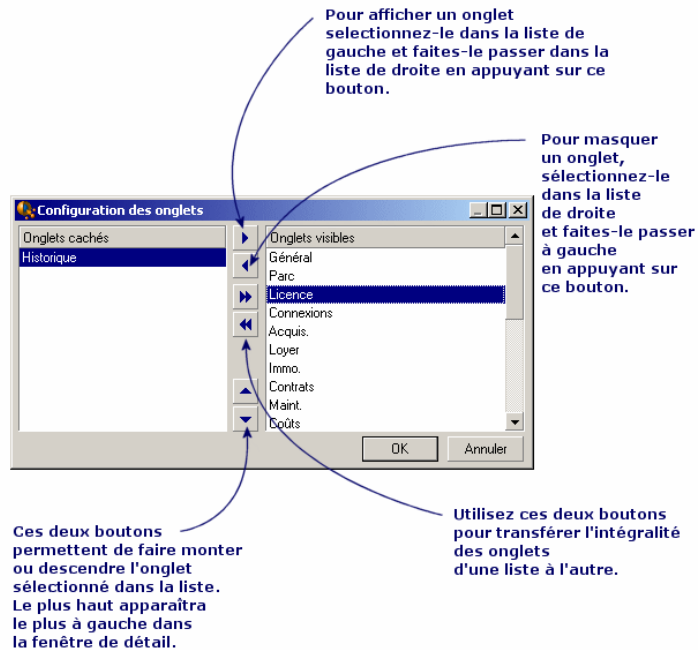 Pour afficher un onglet
selectionnez-le dans la liste de
gauche et faites-le passer dans la
liste de droite en appuyant sur ce
bouton.
Pour masquer
un onglet,
sélectionnez-le
dans la liste
de droite
et faites-le passer
à gauche
en appuyant sur
ce bouton.
Configuration des onglets
Onglets cachés
Historique
Onglets visibles
Général
Parc
Licence
Connexions
Acquis.
Loyer
Immo.
Contrats
Maint.
Coûts
OK
Annuler
Ces deux boutons
permettent de faire monter
ou descendre l'onglet
sélectionné dans la liste.
Le plus haut apparaîtra
le plus à gauche dans
la fenêtre de détail.
Utilisez ces deux boutons
pour transférer l'intégralité
des onglets
d'une liste à l'autre.